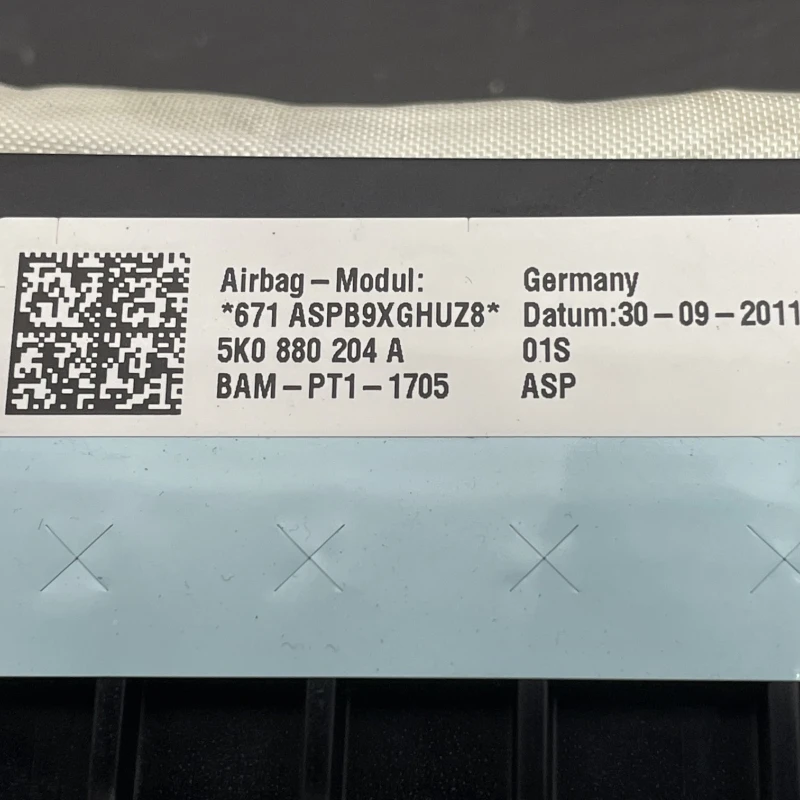 Airbag-Modul: Germany
*671 ASPB9XGHUZ8* Datum:30-09-2011
5K0 880 204 A 01S
BAM-PT1-1705 ASP